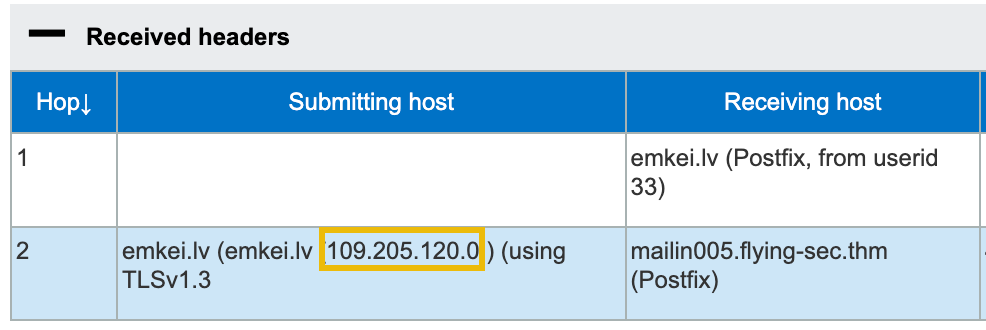 Received headers
Hop↓ Submitting host Receiving host
1 emkei.lv (Postfix, from userid
33)
2 emkei.lv (emkei.lv [109.205.120.0]) (using mailin005.flying-sec.thm
TLSv1.3 (Postfix)